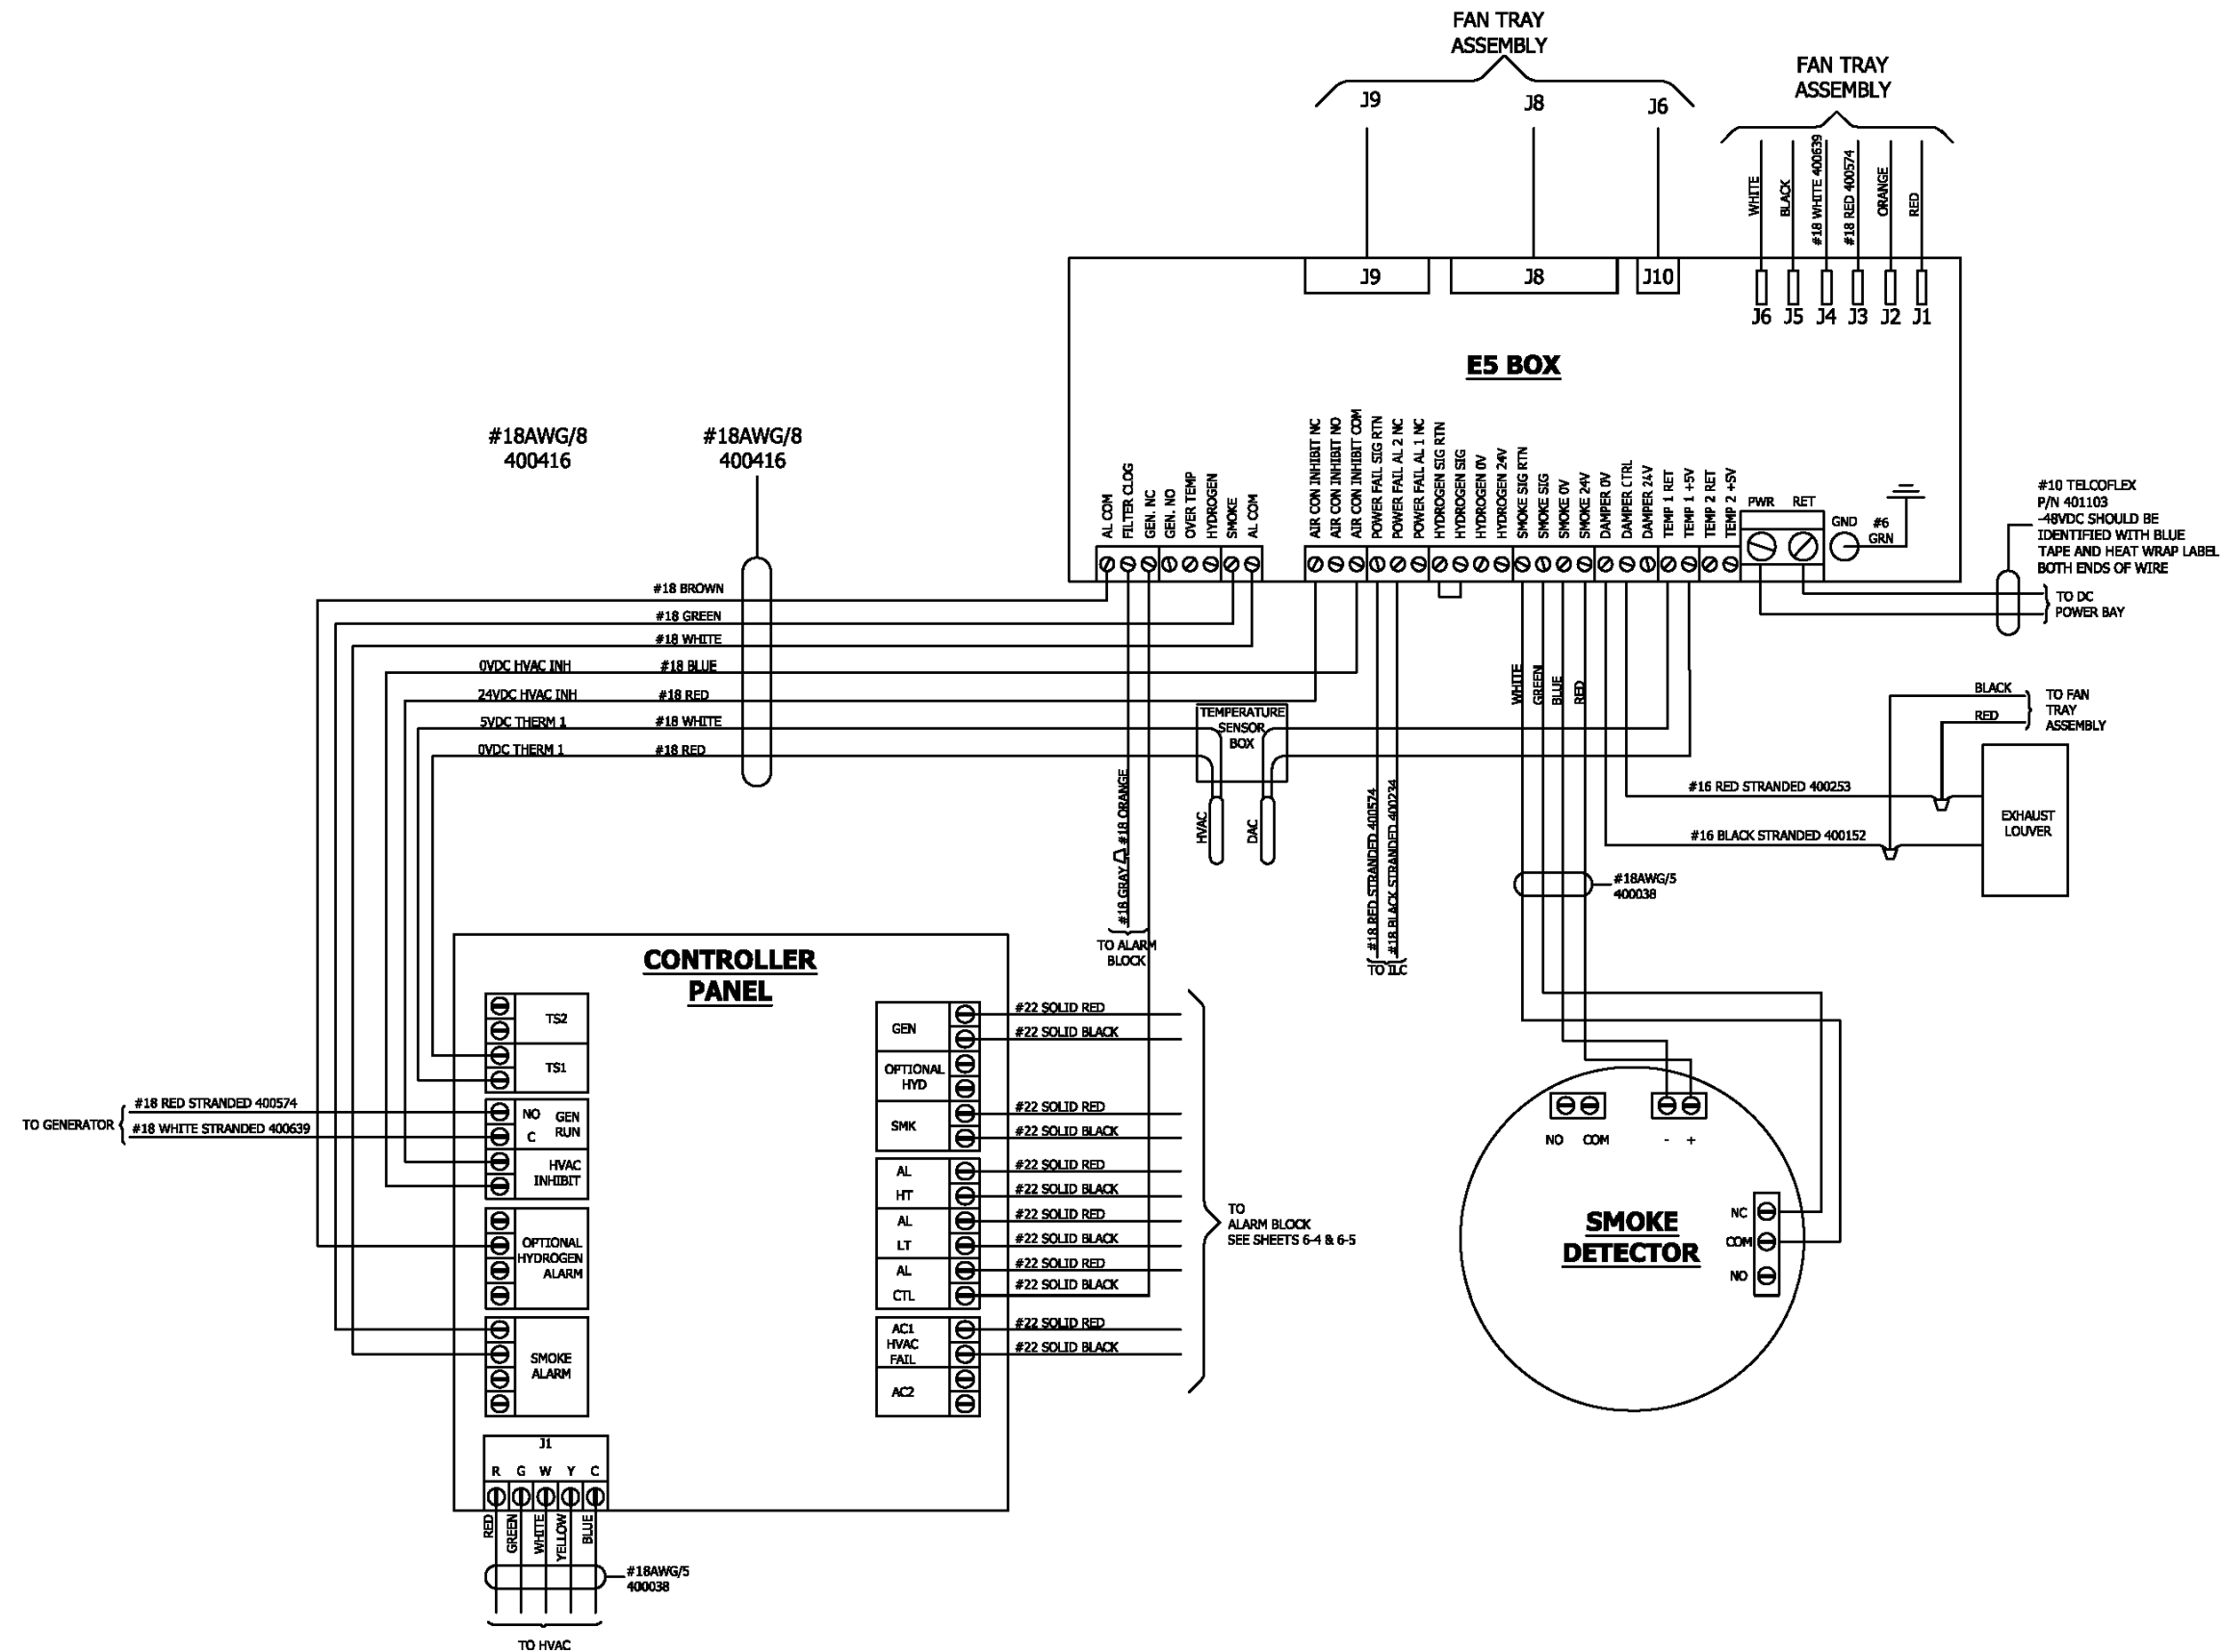 FAN TRAY
ASSEMBLY
J9
J8
J6
FAN TRAY
ASSEMBLY
WHITE
BLACK
#18 WHITE 400639
#18 RED 400574
ORANGE
RED
J9
J8
J10
J6
J5
J4
J3
J2
J1
E5 BOX
#18AWG/8
400416
#18AWG/8
400416
AL COM
FILTER CLOG
GEN. NC
GEN. NO
OVER TEMP
HYDROGEN
SMOKE
AL COM
AIR CON INHIBIT NC
AIR CON INHIBIT NO
AIR CON INHIBIT COM
POWER FAIL SIG RTN
POWER FAIL AL 2 NC
POWER FAIL AL 1 NC
HYDROGEN SIG RTN
HYDROGEN SIG
HYDROGEN 0V
HYDROGEN 24V
SMOKE SIG RTN
SMOKE SIG
SMOKE 0V
SMOKE 24V
DAMPER 0V
DAMPER CTRL
DAMPER 24V
TEMP 1 RET
TEMP 1 +5V
TEMP 2 RET
TEMP 2 +5V
PWR
RET
GND
#6
GRN
#10 TELCOFLEX
P/N 401103
-48VDC SHOULD BE
IDENTIFIED WITH BLUE
TAPE AND HEAT WRAP LABEL
BOTH ENDS OF WIRE
TO DC
POWER BAY
#18 BROWN
#18 GREEN
#18 WHITE
0VDC HVAC INH
#18 BLUE
24VDC HVAC INH
#18 RED
5VDC THERM 1
#18 WHITE
0VDC THERM 1
#18 RED
TEMPERATURE
SENSOR
BOX
HVAC
DAC
WHITE
GREEN
BLUE
RED
BLACK
RED
TO FAN
TRAY
ASSEMBLY
#16 RED STRANDED 400253
#16 BLACK STRANDED 400152
EXHAUST
LOUVER
#18 GRAY
#18 ORANGE
TO ALARM
BLOCK
#18 RED STRANDED 400574
#18 BLACK STRANDED 400234
TO ILC
#18AWG/5
400038
CONTROLLER
PANEL
TS2
TS1
NO
C
GEN
RUN
HVAC
INHIBIT
OPTIONAL
HYDROGEN
ALARM
SMOKE
ALARM
TO GENERATOR
#18 RED STRANDED 400574
#18 WHITE STRANDED 400639
GEN
OPTIONAL
HYD
SMK
AL
HT
AL
LT
AL
CTL
AC1
HVAC
FAIL
AC2
#22 SOLID RED
#22 SOLID BLACK
#22 SOLID RED
#22 SOLID BLACK
#22 SOLID RED
#22 SOLID BLACK
#22 SOLID RED
#22 SOLID BLACK
#22 SOLID RED
#22 SOLID BLACK
#22 SOLID RED
#22 SOLID BLACK
TO
ALARM BLOCK
SEE SHEETS 6-4 & 6-5
NO
COM
-
+
NC
COM
NO
SMOKE
DETECTOR
J1
R
G
W
Y
C
RED
GREEN
WHITE
YELLOW
BLUE
#18AWG/5
400038
TO HVAC